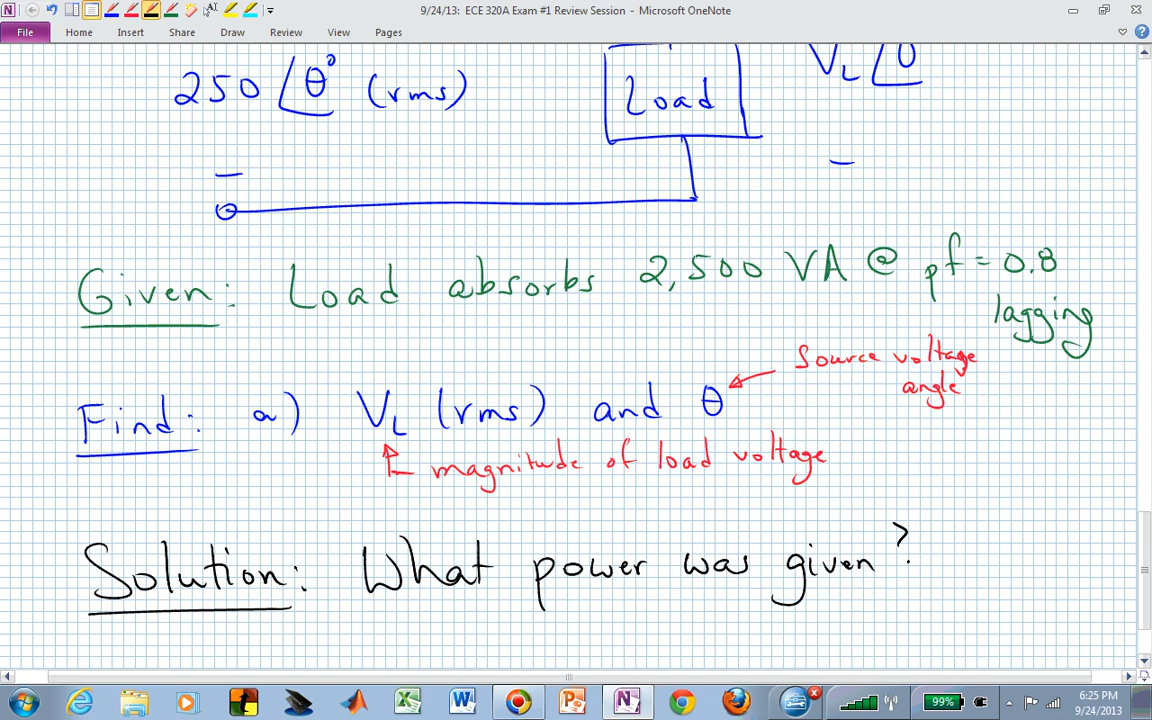 9/24/13: ECE 320A Exam #1 Review Session - Microsoft OneNote
File Home Insert Share Draw Review View Pages
250 ∠θ° (rms)
Load
V_L ∠0
−
−
Given: Load absorbs 2,500 VA @ pf = 0.8
lagging
Source voltage
angle
Find: a) V_L (rms) and θ
magnitude of load voltage
Solution: What power was given?
99%
6:25 PM
9/24/2013